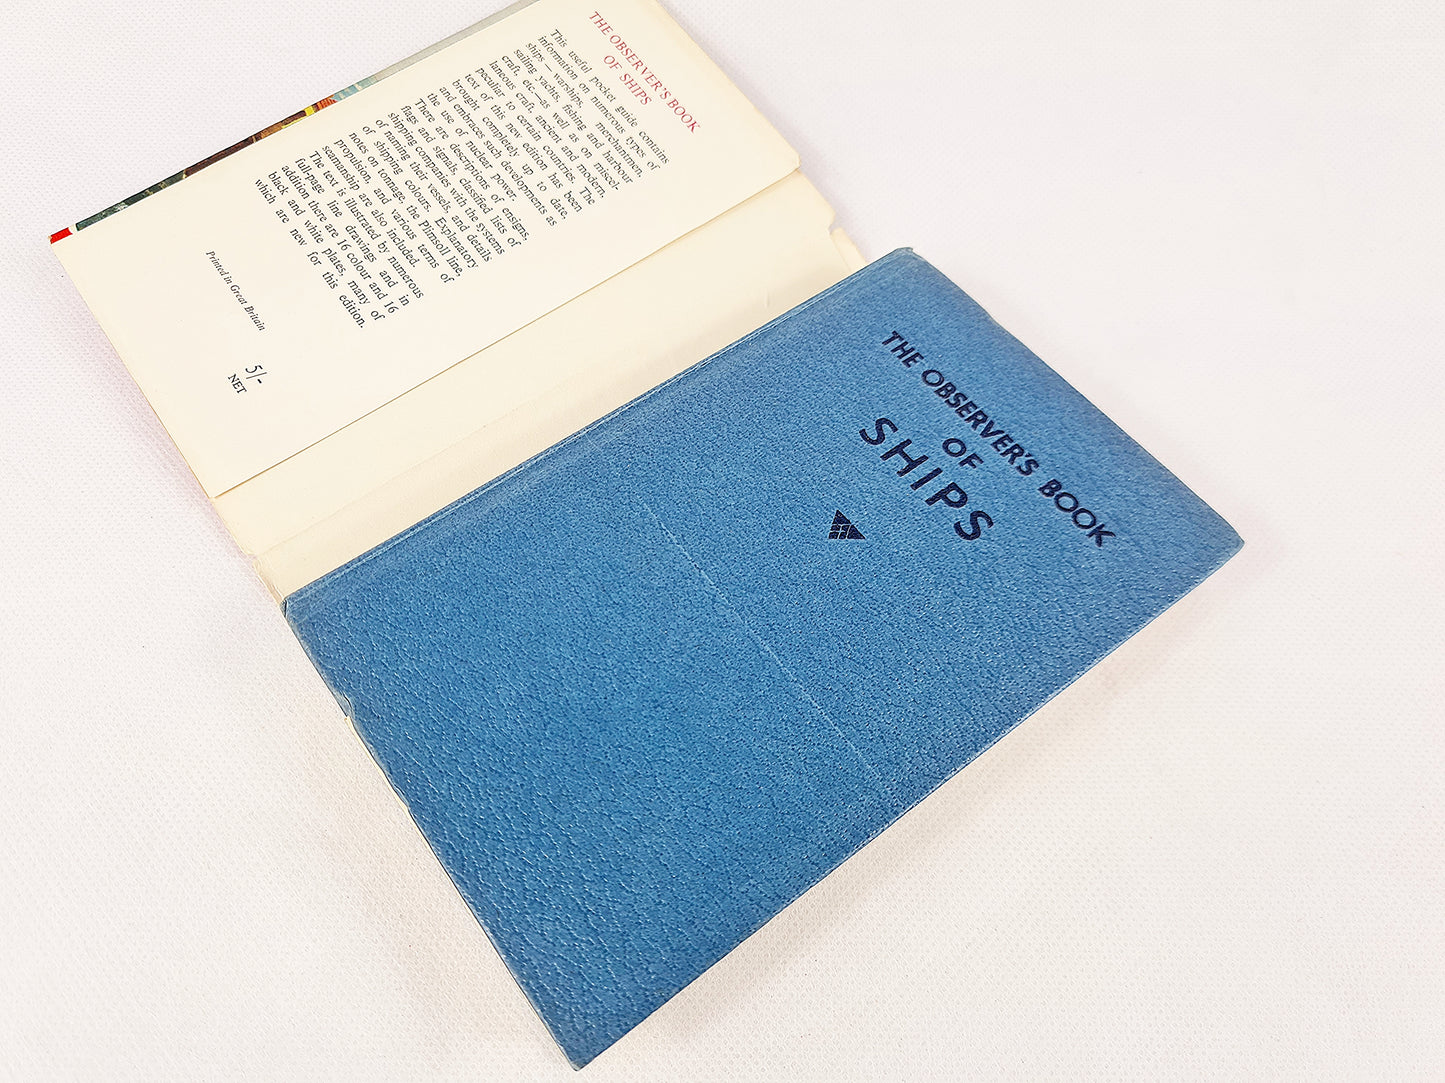 THE OBSERVER'S BOOK
OF SHIPS
This useful pocket guide contains
information on numerous types of
ships — warships, merchantmen,
sailing yachts, fishing and harbour
craft, etc.—as well as on miscel-
laneous craft, ancient and modern,
peculiar to certain countries. The
text of this new edition has been
brought completely up to date,
and embraces such developments as
the use of nuclear power.
There are descriptions of ensigns,
flags and signals, classified lists of
shipping companies with the systems
of naming their vessels, and details
of shipping colours. Explanatory
notes on tonnage, the Plimsoll line,
propulsion, and various terms of
seamanship are also included.
The text is illustrated by numerous
full-page line drawings and in
addition there are 16 colour and 16
black and white plates, many of
which are new for this edition.
Printed in Great Britain
5/-
NET
THE OBSERVER'S BOOK
OF
SHIPS